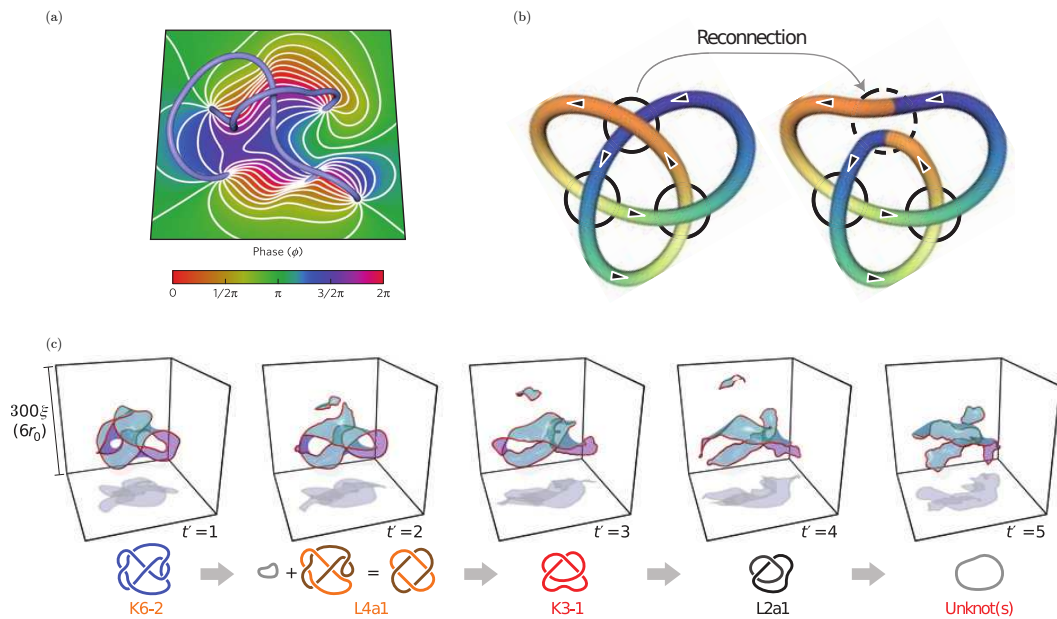 (a)
Phase (ϕ)
0 1/2π π 3/2π 2π
(b)
Reconnection
(c)
300ξ
(6r₀)
t′ = 1
t′ = 2
t′ = 3
t′ = 4
t′ = 5
+ =
K6-2
L4a1
K3-1
L2a1
Unknot(s)